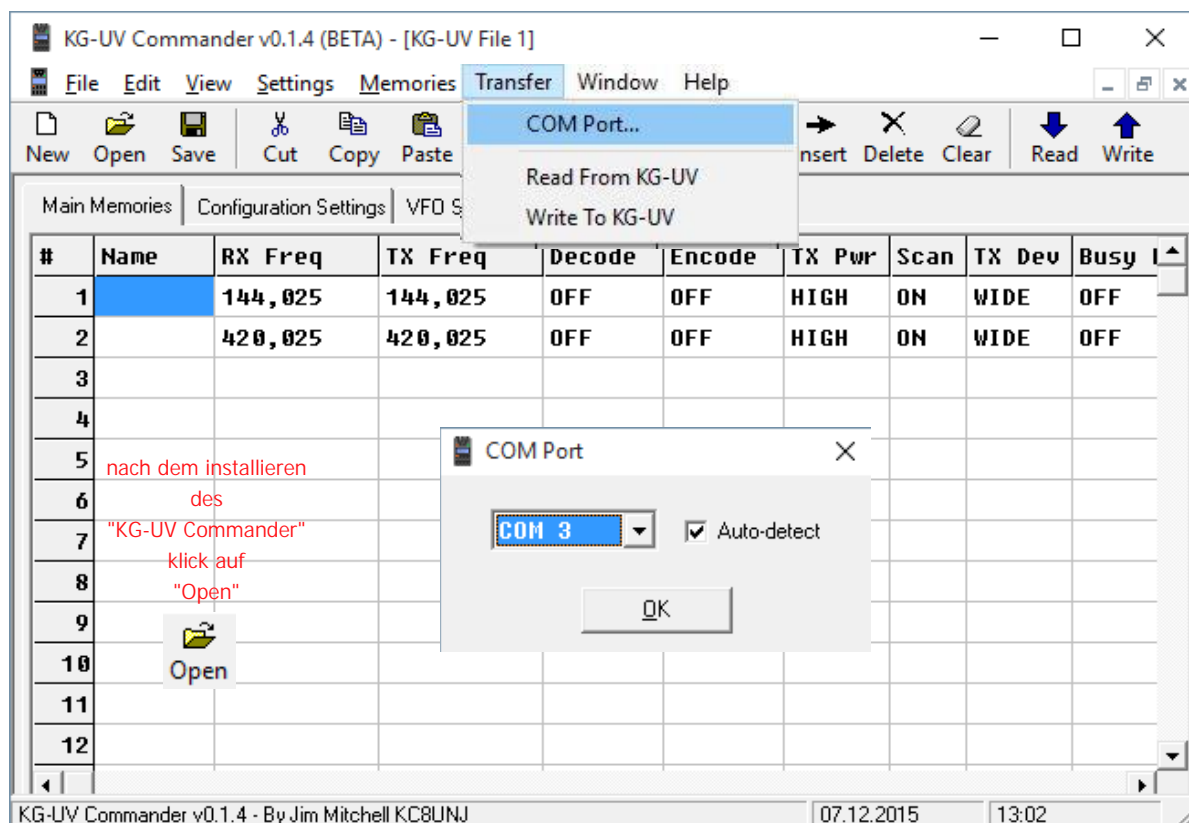 KG-UV Commander v0.1.4 (BETA) - [KG-UV File 1]
File Edit View Settings Memories Transfer Window Help
COM Port...
Read From KG-UV
Write To KG-UV
New Open Save Cut Copy Paste nsert Delete Clear Read Write
Main Memories Configuration Settings VFO S
# Name RX Freq TX Freq Decode Encode TX Pwr Scan TX Dev Busy
1 144,025 144,025 OFF OFF HIGH ON WIDE OFF
2 420,025 420,025 OFF OFF HIGH ON WIDE OFF
3
4
5
6
7
8
9
10
11
12
nach dem installieren
des
"KG-UV Commander"
klick auf
"Open"
Open
COM Port
COM 3 Auto-detect
OK
KG-UV Commander v0.1.4 - By Jim Mitchell KC8UNJ 07.12.2015 13:02